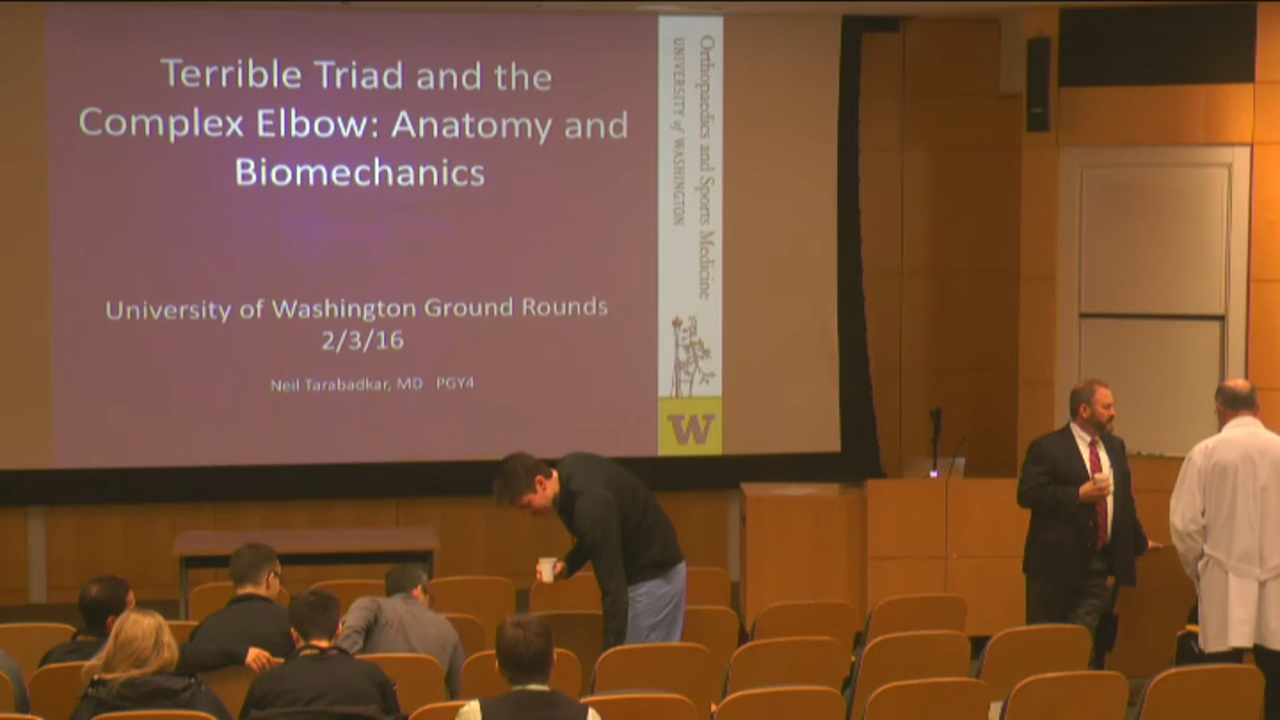 Terrible Triad and the
Complex Elbow: Anatomy and
Biomechanics
University of Washington Ground Rounds
2/3/16
Neil Tarabadkar, MD PGY4
Orthopaedics and Sports Medicine
UNIVERSITY of WASHINGTON
W